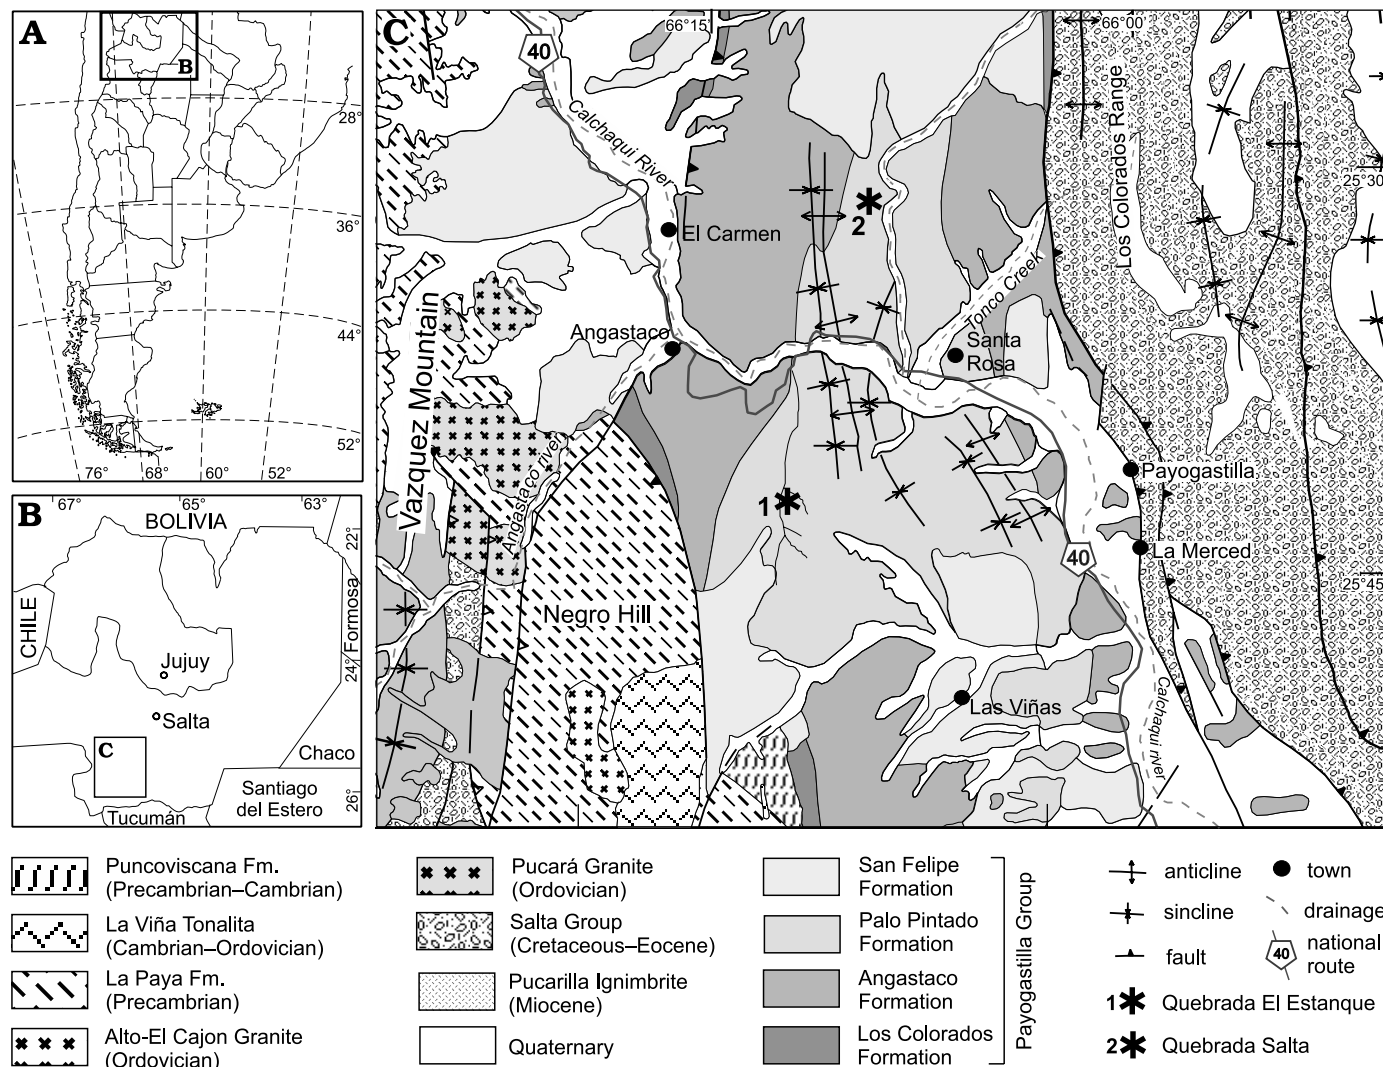 A
B
28°
36°
44°
52°
76°
68°
60°
52°
B
67°
65°
63°
BOLIVIA
22°
CHILE
Formosa
24°
Jujuy
Salta
C
Chaco
Santiago
del Estero
26°
Tucumán
C
40
66°15'
66°00'
Calchaqui River
Los Colorados Range
25°30'
2
El Carmen
Tonco Creek
Angastaco
Santa
Rosa
Vazquez Mountain
Angastaco river
Payogastilla
1
La Merced
40
25°45'
Negro Hill
Calchaqui river
Las Viñas
Puncoviscana Fm.
(Precambrian–Cambrian)
La Viña Tonalita
(Cambrian–Ordovician)
La Paya Fm.
(Precambrian)
Alto-El Cajon Granite
(Ordovician)
Pucará Granite
(Ordovician)
Salta Group
(Cretaceous–Eocene)
Pucarilla Ignimbrite
(Miocene)
Quaternary
San Felipe
Formation
Palo Pintado
Formation
Angastaco
Formation
Los Colorados
Formation
Payogastilla Group
anticline
sincline
fault
town
drainage
40
national
route
1 Quebrada El Estanque
2 Quebrada Salta